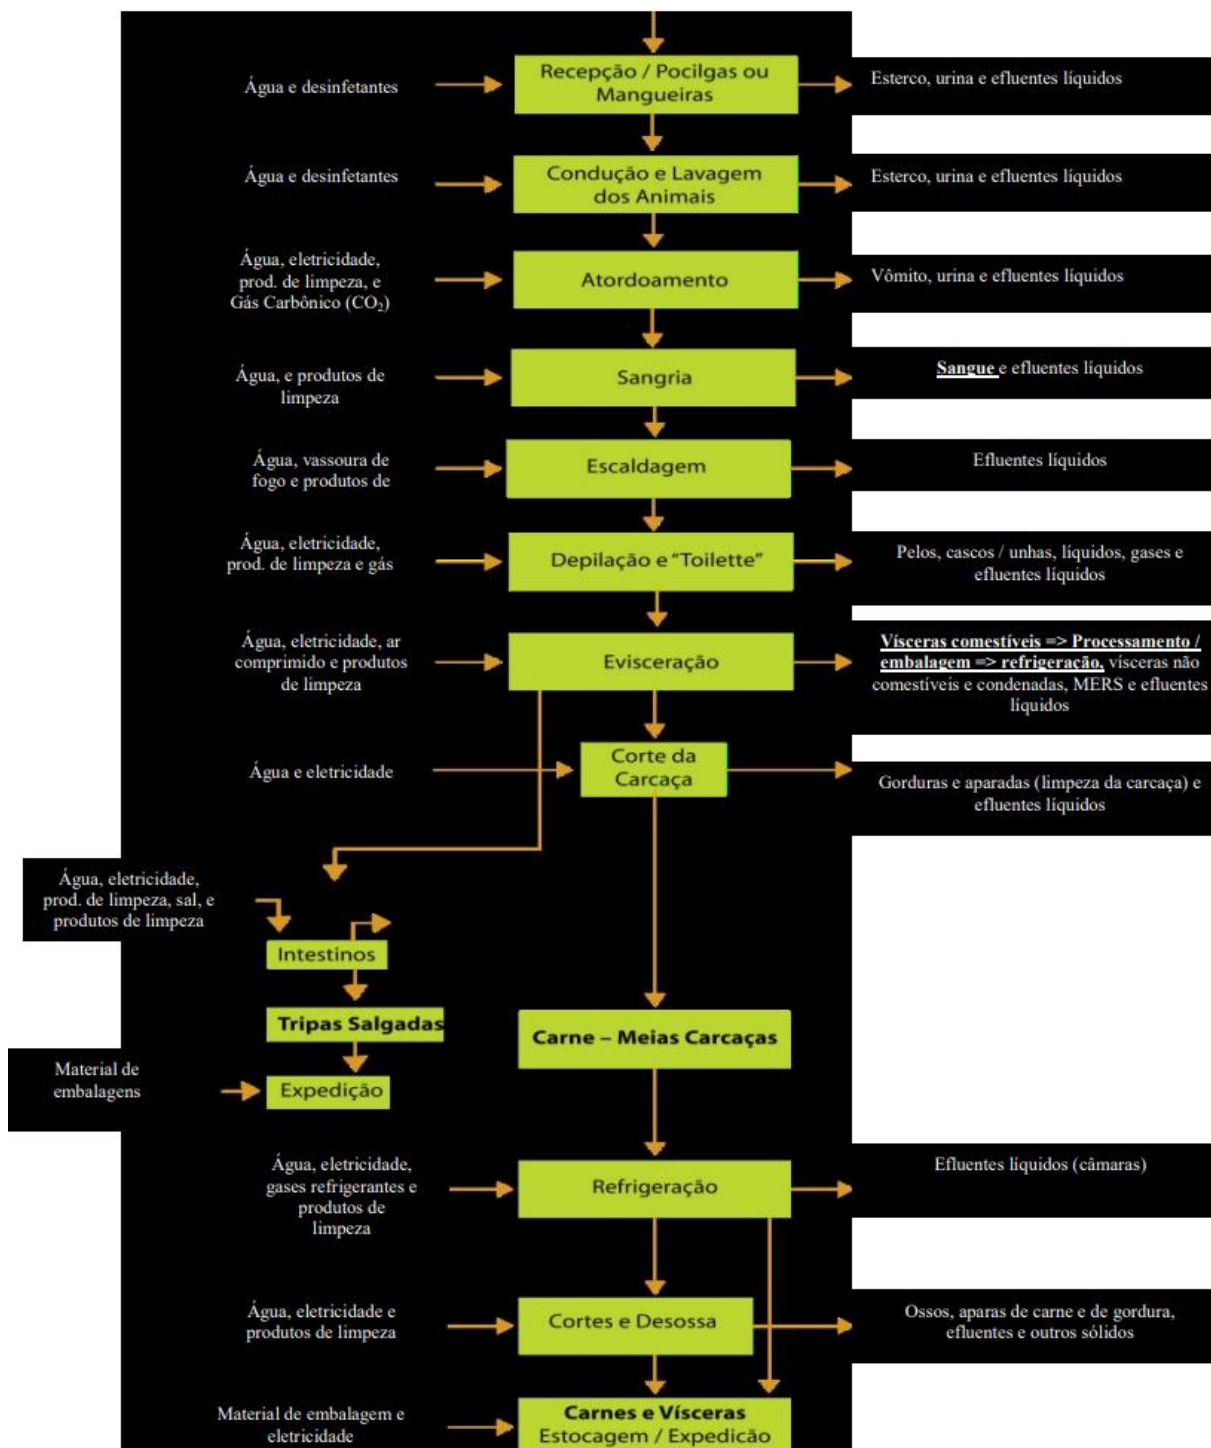 Água e desinfetantes
Recepção / Pocilgas ou
Mangueiras
Esterco, urina e efluentes líquidos
Água e desinfetantes
Condução e Lavagem
dos Animais
Esterco, urina e efluentes líquidos
Água, eletricidade,
prod. de limpeza, e
Gás Carbônico (CO₂)
Atordoamento
Vômito, urina e efluentes líquidos
Água, e produtos de
limpeza
Sangria
Sangue e efluentes líquidos
Água, vassoura de
fogo e produtos de
Escaldagem
Efluentes líquidos
Água, eletricidade,
prod. de limpeza e gás
Depilação e “Toilette”
Pelos, cascos / unhas, líquidos, gases e
efluentes líquidos
Água, eletricidade, ar
comprimido e produtos
de limpeza
Evisceração
Vísceras comestíveis => Processamento /
embalagem => refrigeração, vísceras não
comestíveis e condenadas, MERS e efluentes
líquidos
Água e eletricidade
Corte da
Carcaça
Gorduras e aparadas (limpeza da carcaça) e
efluentes líquidos
Água, eletricidade,
prod. de limpeza, sal, e
produtos de limpeza
Intestinos
Tripas Salgadas
Carne – Meias Carcaças
Material de
embalagens
Expedição
Água, eletricidade,
gases refrigerantes e
produtos de
limpeza
Refrigeração
Efluentes líquidos (câmaras)
Água, eletricidade e
produtos de limpeza
Cortes e Desossa
Ossos, aparas de carne e de gordura,
efluentes e outros sólidos
Material de embalagem e
eletricidade
Carnes e Vísceras
Estocagem / Expedição